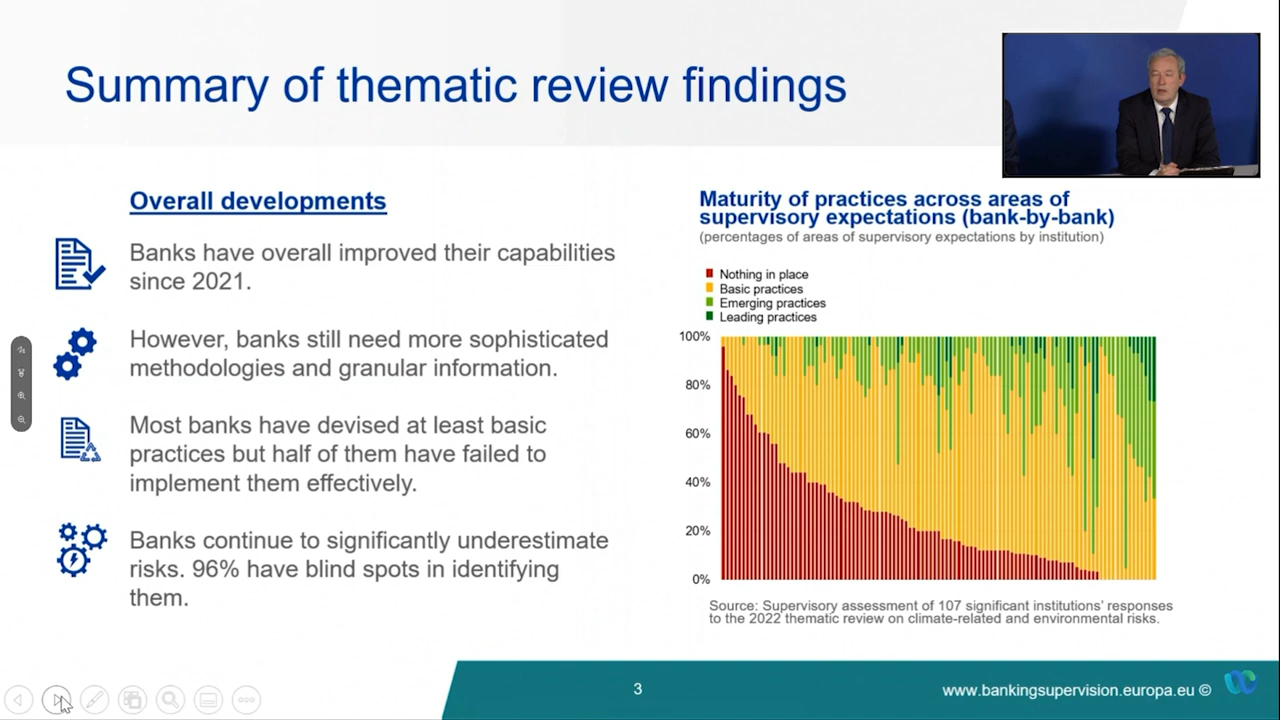 Summary of thematic review findings
Overall developments
Banks have overall improved their capabilities
since 2021.
However, banks still need more sophisticated
methodologies and granular information.
Most banks have devised at least basic
practices but half of them have failed to
implement them effectively.
Banks continue to significantly underestimate
risks. 96% have blind spots in identifying
them.
Maturity of practices across areas of
supervisory expectations (bank-by-bank)
(percentages of areas of supervisory expectations by institution)
Nothing in place
Basic practices
Emerging practices
Leading practices
100%
80%
60%
40%
20%
0%
Source: Supervisory assessment of 107 significant institutions' responses
to the 2022 thematic review on climate-related and environmental risks.
3
www.bankingsupervision.europa.eu ©